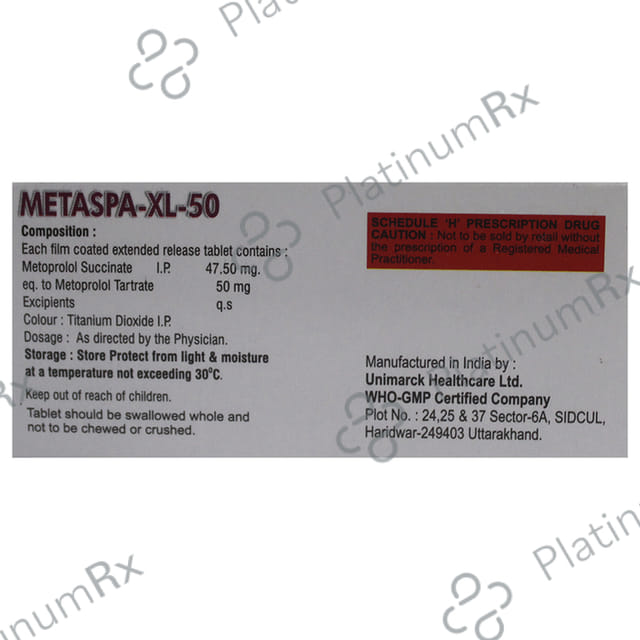 PlatinumRx
PlatinumRx
METASPA-XL-50
Composition :
Each film coated extended release tablet contains :
Metoprolol Succinate I.P. 47.50 mg.
eq. to Metoprolol Tartrate 50 mg
Excipients q.s
Colour : Titanium Dioxide I.P.
Dosage : As directed by the Physician.
Storage : Store Protect from light & moisture
at a temperature not exceeding 30°C.
Keep out of reach of children.
Tablet should be swallowed whole and
not to be chewed or crushed.
SCHEDULE 'H' PRESCRIPTION DRUG
CAUTION : Not to be sold by retail without
the prescription of a Registered Medical
Practitioner.
Manufactured in India by :
Unimarck Healthcare Ltd.
WHO-GMP Certified Company
Plot No. : 24,25 & 37 Sector-6A, SIDCUL,
Haridwar-249403 Uttarakhand.
PlatinumRx
Rx
PlatinumRx
Platinum